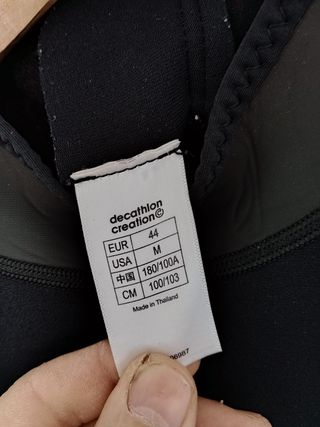 decathlon
creation©
EUR 44
USA M
中国 180/100A
CM 100/103
Made in Thailand